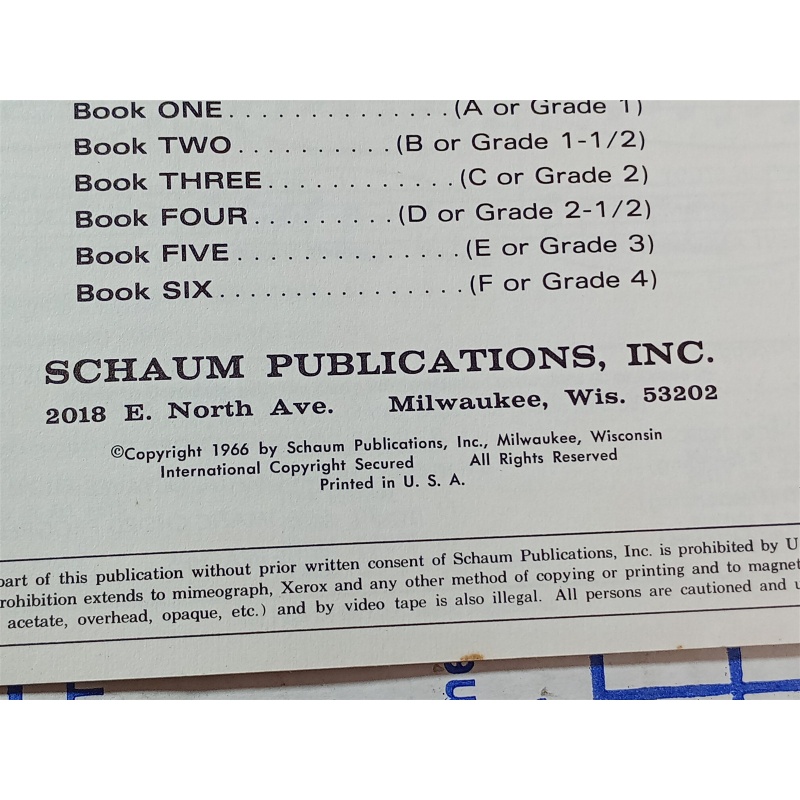 Book ONE...............(A or Grade 1)
Book TWO..........(B or Grade 1-1/2)
Book THREE.............(C or Grade 2)
Book FOUR.........(D or Grade 2-1/2)
Book FIVE...............(E or Grade 3)
Book SIX................(F or Grade 4)
SCHAUM PUBLICATIONS, INC.
2018 E. North Ave. Milwaukee, Wis. 53202
©Copyright 1966 by Schaum Publications, Inc., Milwaukee, Wisconsin
International Copyright Secured All Rights Reserved
Printed in U. S. A.
part of this publication without prior written consent of Schaum Publications, Inc. is prohibited by U
rohibition extends to mimeograph, Xerox and any other method of copying or printing and to magnet
acetate, overhead, opaque, etc.) and by video tape is also illegal. All persons are cautioned and u
ne